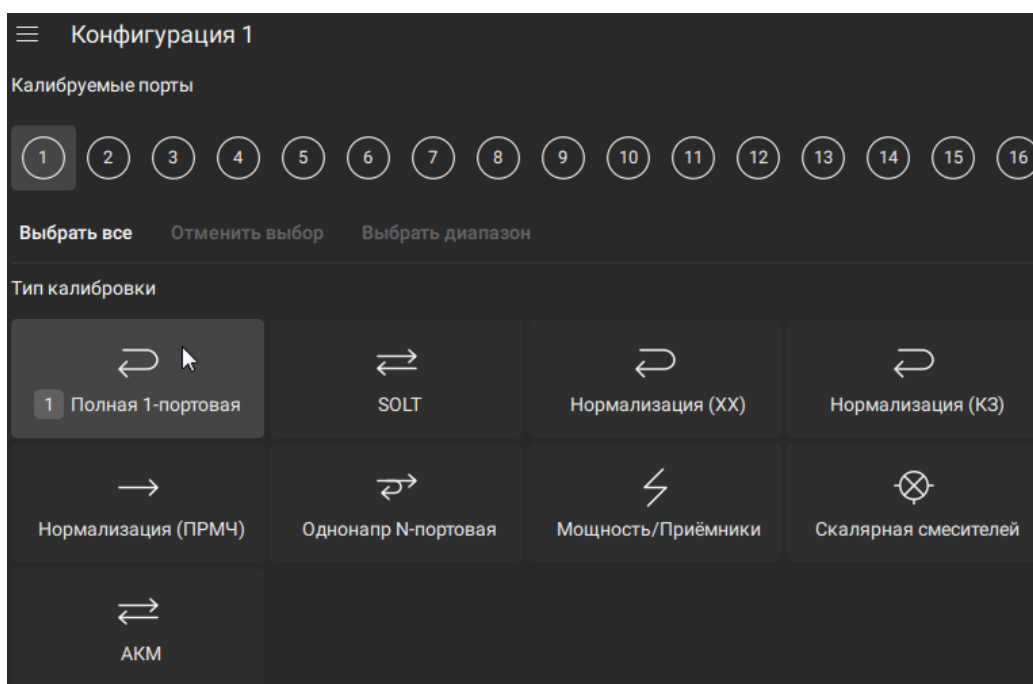 Конфигурация 1
Калибруемые порты
1 2 3 4 5 6 7 8 9 10 11 12 13 14 15 16
Выбрать все Отменить выбор Выбрать диапазон
Тип калибровки
1 Полная 1-портовая SOLT Нормализация (ХХ) Нормализация (КЗ)
Нормализация (ПРМЧ) Однонапр N-портовая Мощность/Приёмники Скалярная смесителей
АКМ